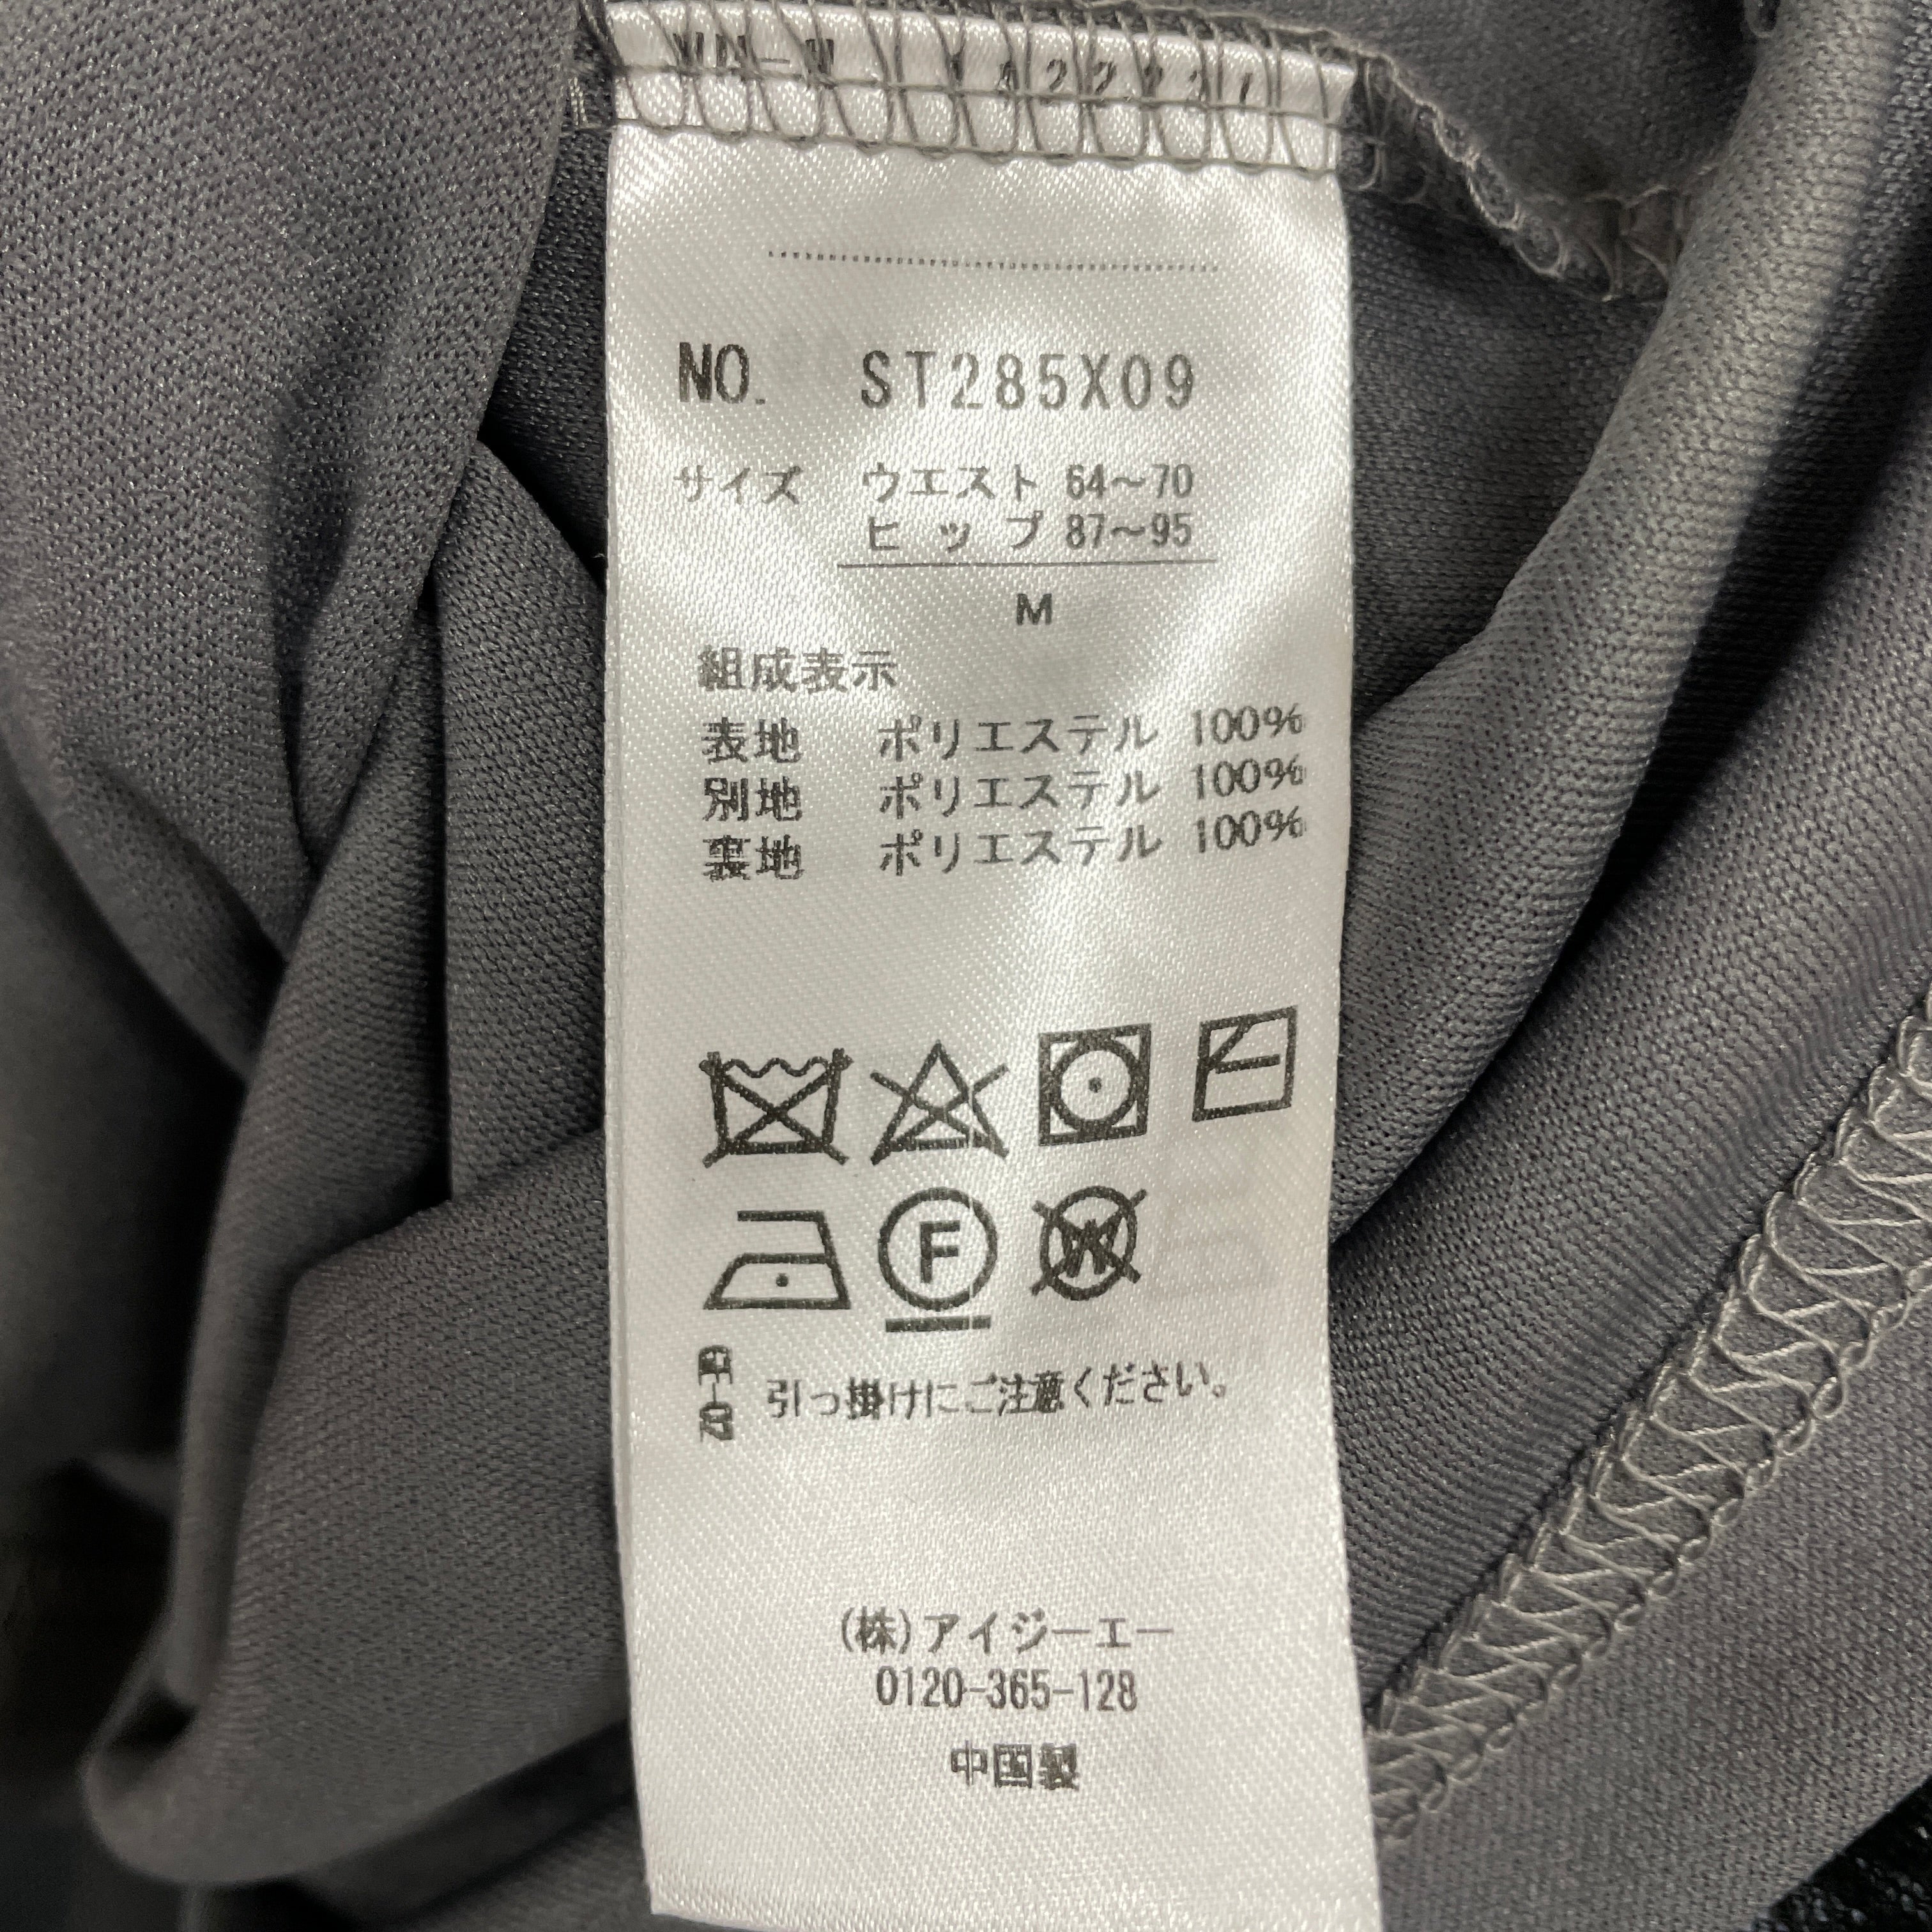 NO. ST285X09
サイズ ウエスト 64～70
ヒップ 87～95
M
組成表示
表地 ポリエステル 100%
別地 ポリエステル 100%
裏地 ポリエステル 100%
F
W
引っ掛けにご注意ください。
(株)アイジーエー
0120-365-128
中国製